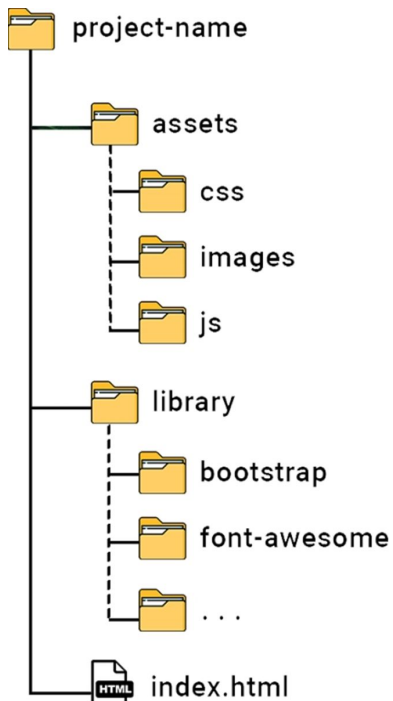 project-name
assets
css
images
js
library
bootstrap
font-awesome
. . .
HTML
index.html